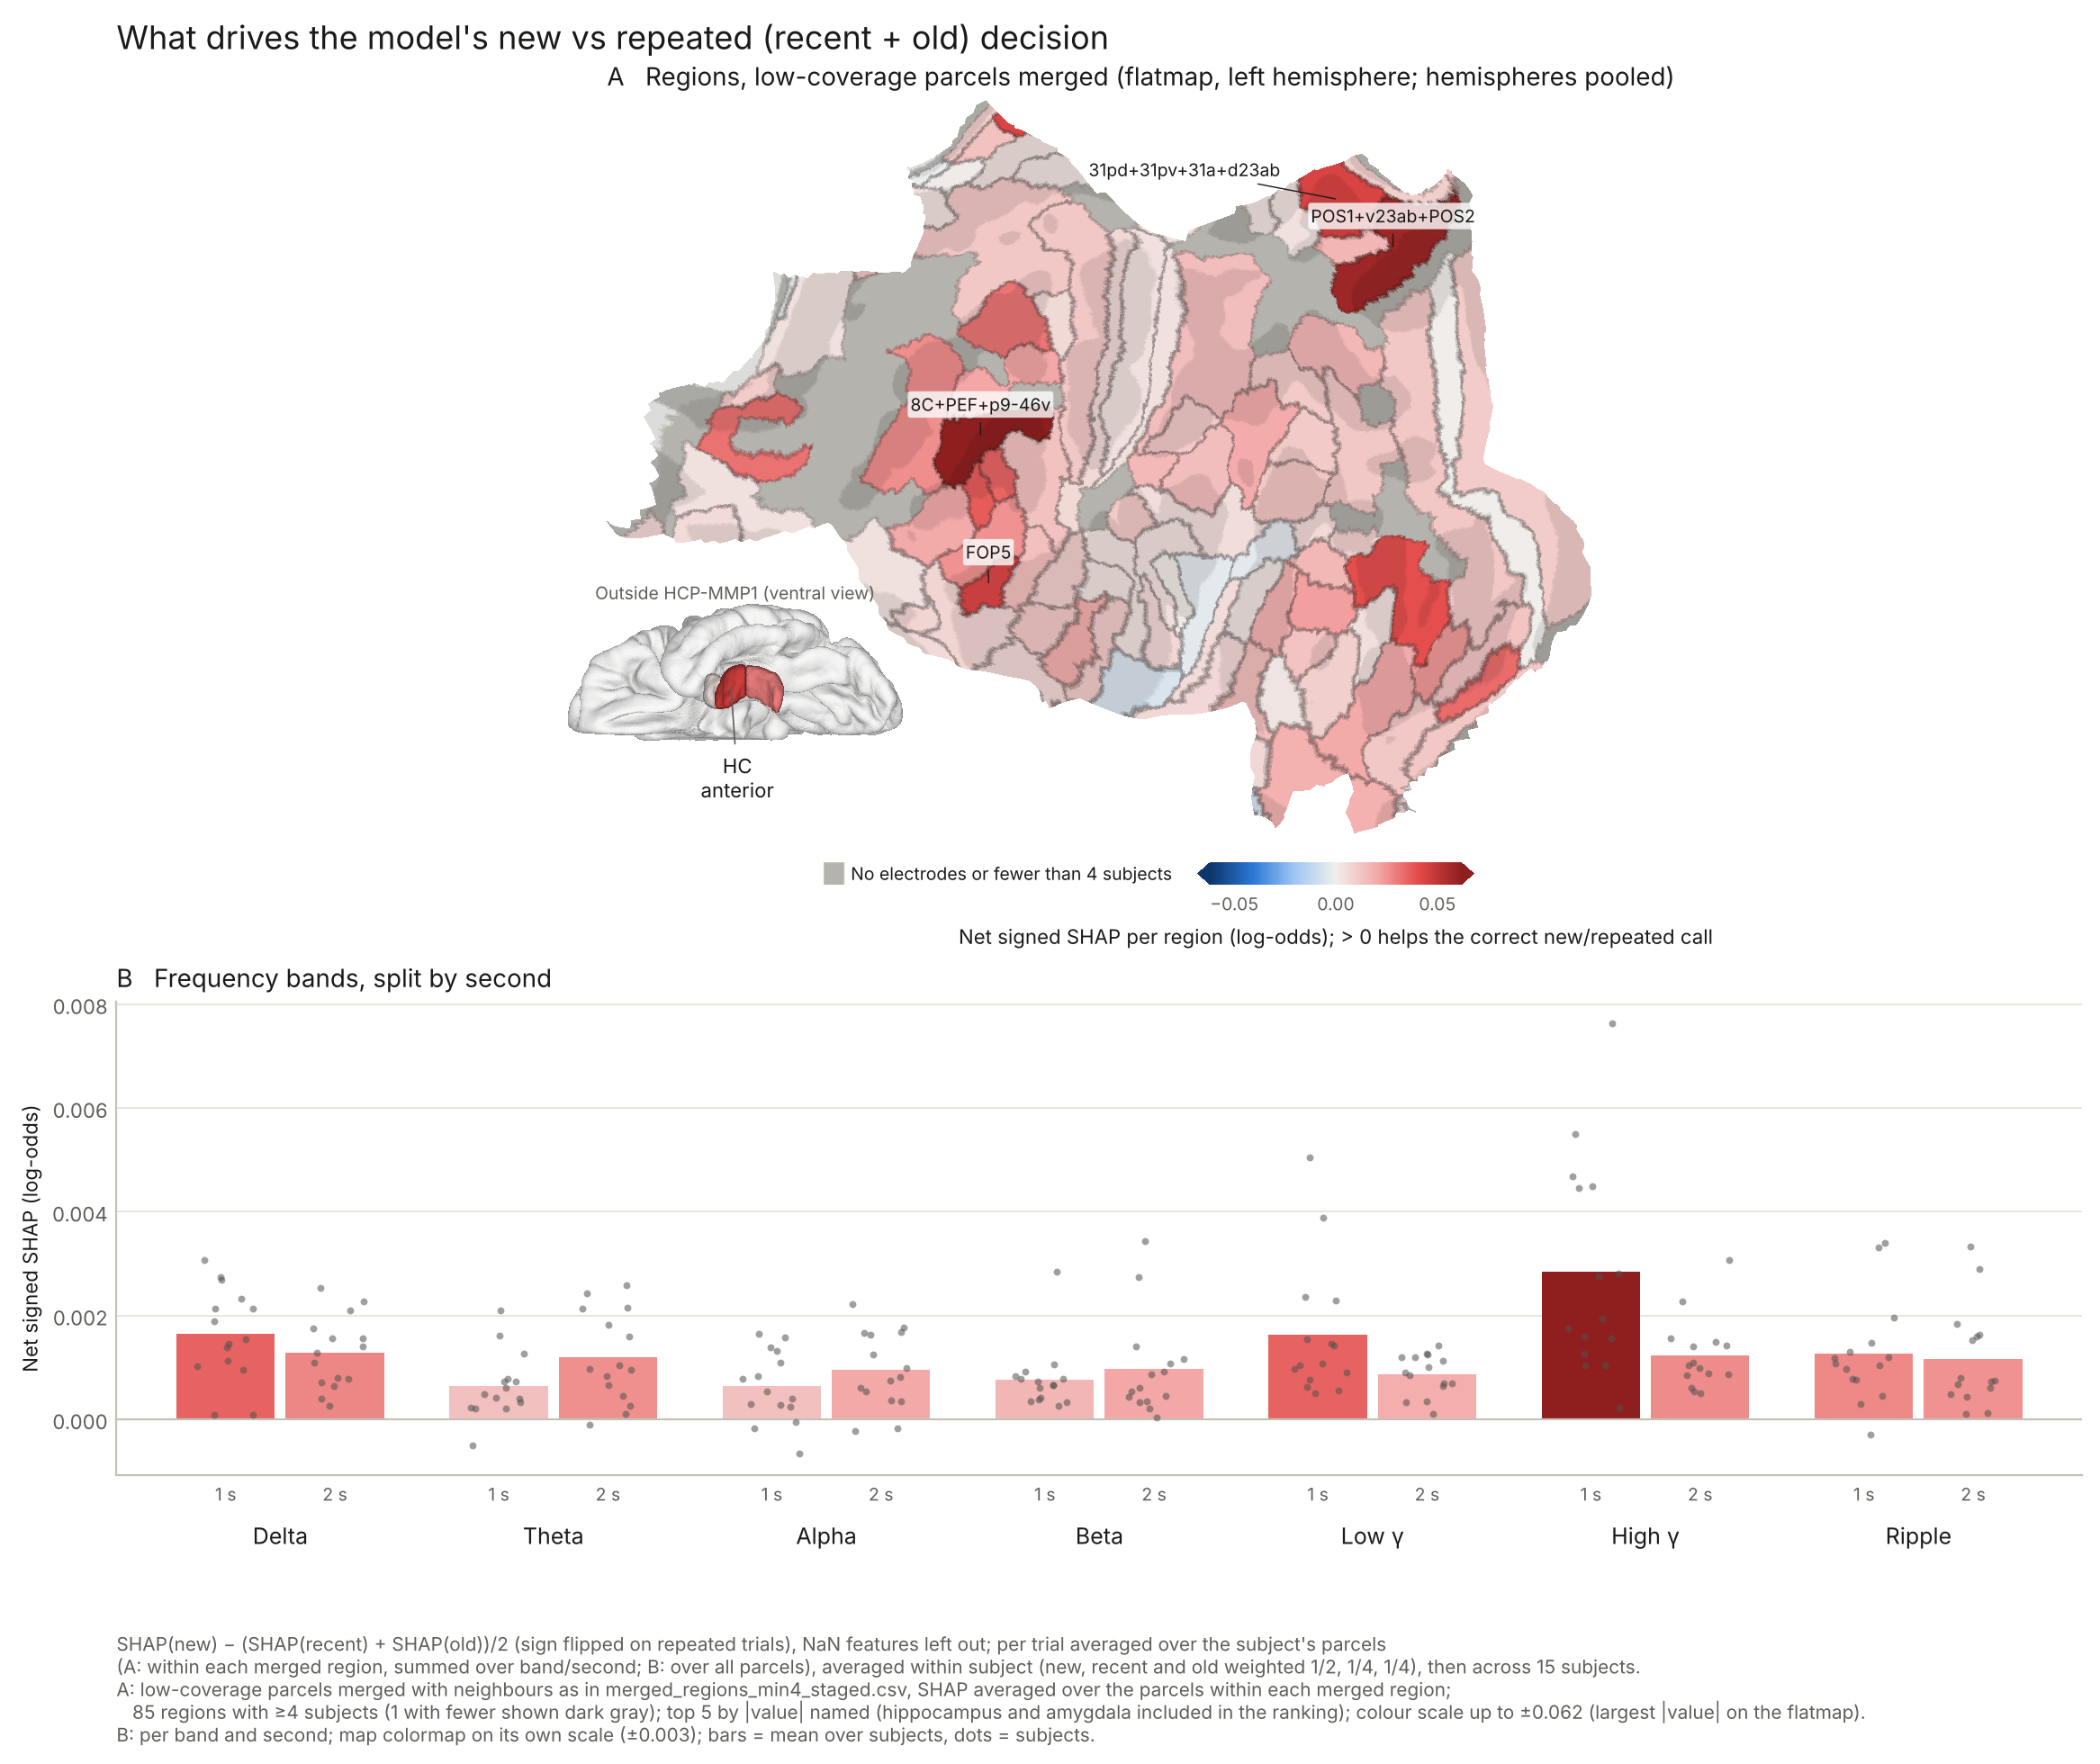 What drives the model's new vs repeated (recent + old) decision
A Regions, low-coverage parcels merged (flatmap, left hemisphere; hemispheres pooled)
31pd+31pv+31a+d23ab
POS1+v23ab+POS2
8C+PEF+p9-46v
FOP5
Outside HCP-MMP1 (ventral view)
HC
anterior
No electrodes or fewer than 4 subjects
−0.05 0.00 0.05
Net signed SHAP per region (log-odds); > 0 helps the correct new/repeated call
B Frequency bands, split by second
Net signed SHAP (log-odds)
0.008
0.006
0.004
0.002
0.000
1 s 2 s 1 s 2 s 1 s 2 s 1 s 2 s 1 s 2 s 1 s 2 s 1 s 2 s
Delta Theta Alpha Beta Low γ High γ Ripple
SHAP(new) − (SHAP(recent) + SHAP(old))/2 (sign flipped on repeated trials), NaN features left out; per trial averaged over the subject's parcels
(A: within each merged region, summed over band/second; B: over all parcels), averaged within subject (new, recent and old weighted 1/2, 1/4, 1/4), then across 15 subjects.
A: low-coverage parcels merged with neighbours as in merged_regions_min4_staged.csv, SHAP averaged over the parcels within each merged region;
85 regions with ≥4 subjects (1 with fewer shown dark gray); top 5 by |value| named (hippocampus and amygdala included in the ranking); colour scale up to ±0.062 (largest |value| on the flatmap).
B: per band and second; map colormap on its own scale (±0.003); bars = mean over subjects, dots = subjects.